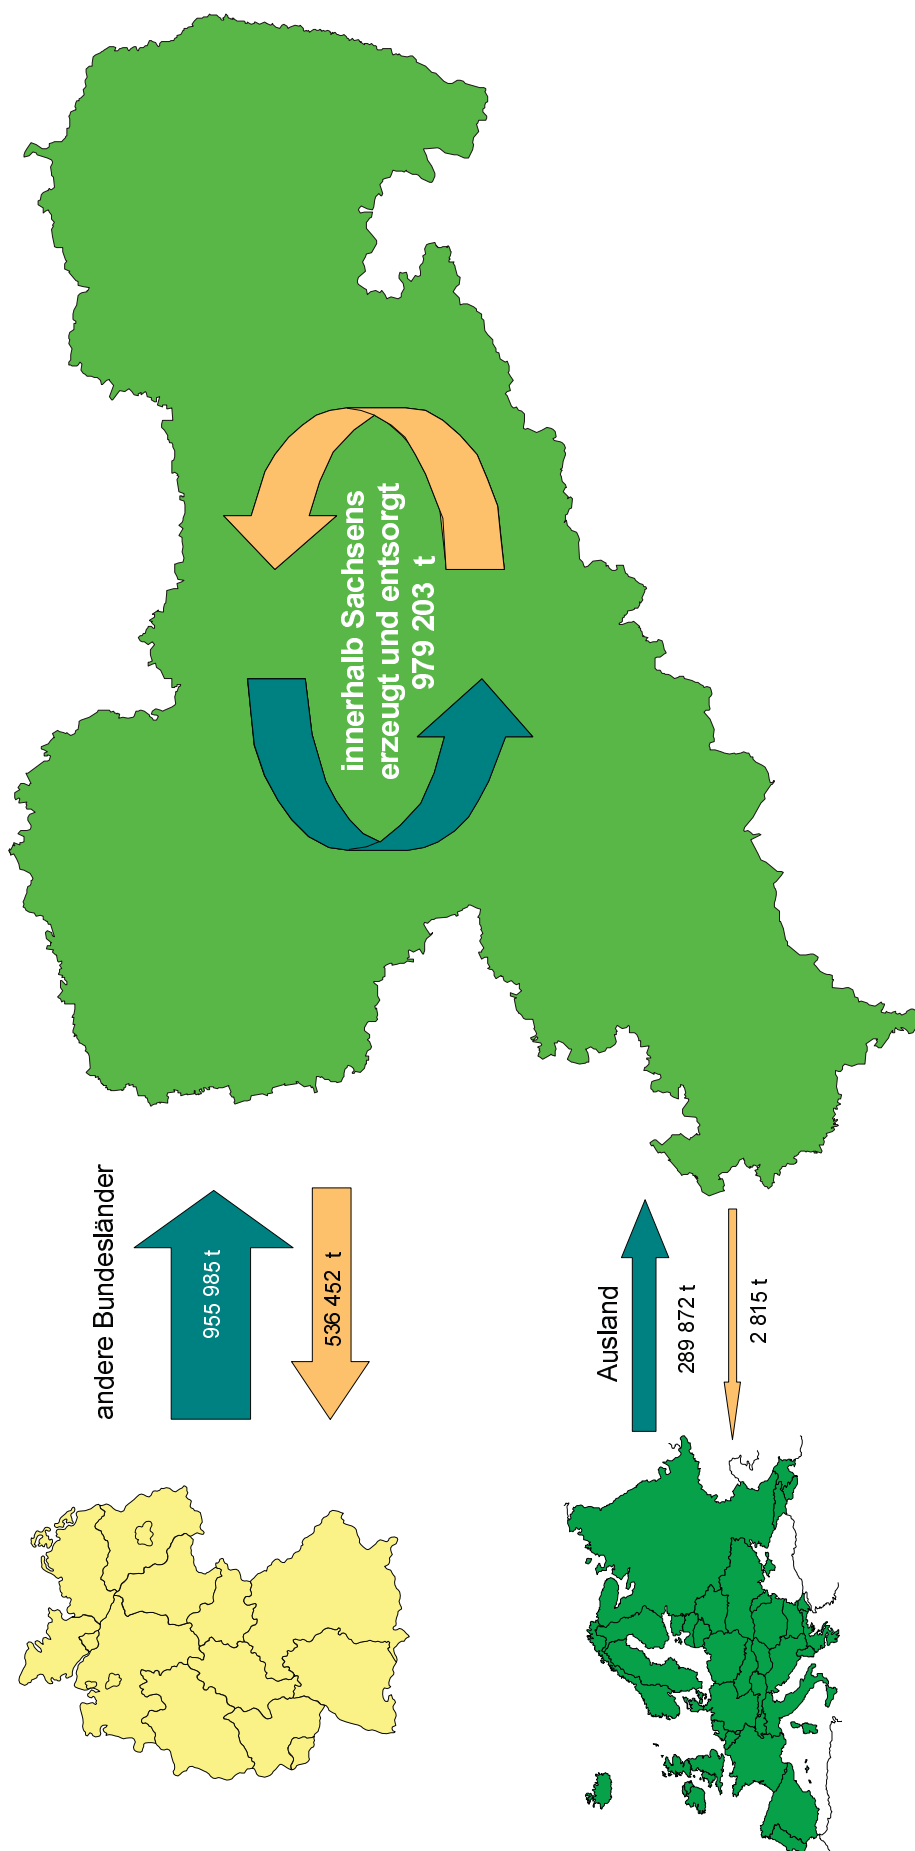 andere Bundesländer
955 985 t
536 452 t
Ausland
289 872 t
2 815 t
innerhalb Sachsens
erzeugt und entsorgt
979 203 t